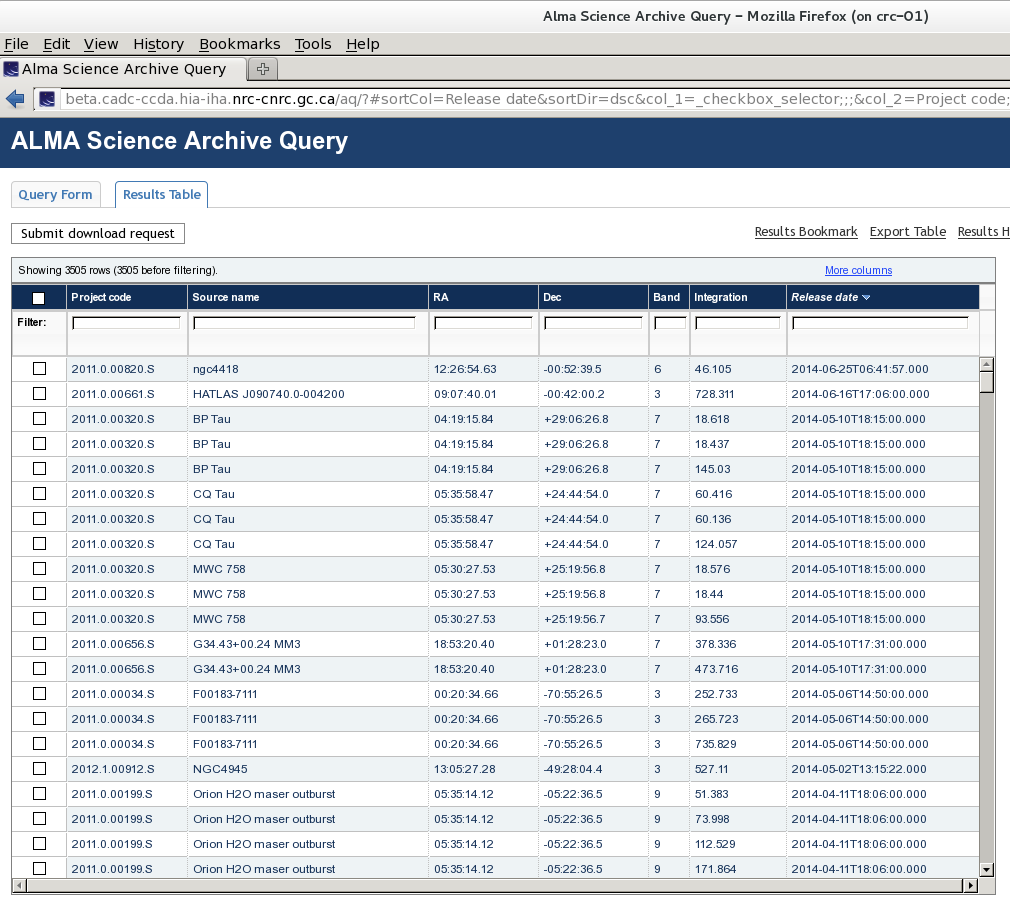 Alma Science Archive Query - Mozilla Firefox (on crc-01)
File Edit View History Bookmarks Tools Help
Alma Science Archive Query
beta.cadc-ccda.hia-iha.nrc-cnrc.gc.ca/aq/?#sortCol=Release date&sortDir=dsc&col_1=_checkbox_selector;;;&col_2=Project code;
ALMA Science Archive Query
Query Form Results Table
Submit download request Results Bookmark Export Table Results H
Showing 3505 rows (3505 before filtering). More columns
Project code Source name RA Dec Band Integration Release date
Filter:
2011.0.00820.S ngc4418 12:26:54.63 -00:52:39.5 6 46.105 2014-06-25T06:41:57.000
2011.0.00661.S HATLAS J090740.0-004200 09:07:40.01 -00:42:00.2 3 728.311 2014-06-16T17:06:00.000
2011.0.00320.S BP Tau 04:19:15.84 +29:06:26.8 7 18.618 2014-05-10T18:15:00.000
2011.0.00320.S BP Tau 04:19:15.84 +29:06:26.8 7 18.437 2014-05-10T18:15:00.000
2011.0.00320.S BP Tau 04:19:15.84 +29:06:26.8 7 145.03 2014-05-10T18:15:00.000
2011.0.00320.S CQ Tau 05:35:58.47 +24:44:54.0 7 60.416 2014-05-10T18:15:00.000
2011.0.00320.S CQ Tau 05:35:58.47 +24:44:54.0 7 60.136 2014-05-10T18:15:00.000
2011.0.00320.S CQ Tau 05:35:58.47 +24:44:54.0 7 124.057 2014-05-10T18:15:00.000
2011.0.00320.S MWC 758 05:30:27.53 +25:19:56.8 7 18.576 2014-05-10T18:15:00.000
2011.0.00320.S MWC 758 05:30:27.53 +25:19:56.8 7 18.44 2014-05-10T18:15:00.000
2011.0.00320.S MWC 758 05:30:27.53 +25:19:56.7 7 93.556 2014-05-10T18:15:00.000
2011.0.00656.S G34.43+00.24 MM3 18:53:20.40 +01:28:23.0 7 378.336 2014-05-10T17:31:00.000
2011.0.00656.S G34.43+00.24 MM3 18:53:20.40 +01:28:23.0 7 473.716 2014-05-10T17:31:00.000
2011.0.00034.S F00183-7111 00:20:34.66 -70:55:26.5 3 252.733 2014-05-06T14:50:00.000
2011.0.00034.S F00183-7111 00:20:34.66 -70:55:26.5 3 265.723 2014-05-06T14:50:00.000
2011.0.00034.S F00183-7111 00:20:34.66 -70:55:26.5 3 735.829 2014-05-06T14:50:00.000
2012.1.00912.S NGC4945 13:05:27.28 -49:28:04.4 3 527.11 2014-05-02T13:15:22.000
2011.0.00199.S Orion H2O maser outburst 05:35:14.12 -05:22:36.5 9 51.383 2014-04-11T18:06:00.000
2011.0.00199.S Orion H2O maser outburst 05:35:14.12 -05:22:36.5 9 73.998 2014-04-11T18:06:00.000
2011.0.00199.S Orion H2O maser outburst 05:35:14.12 -05:22:36.5 9 112.529 2014-04-11T18:06:00.000
2011.0.00199.S Orion H2O maser outburst 05:35:14.12 -05:22:36.5 9 171.864 2014-04-11T18:06:00.000